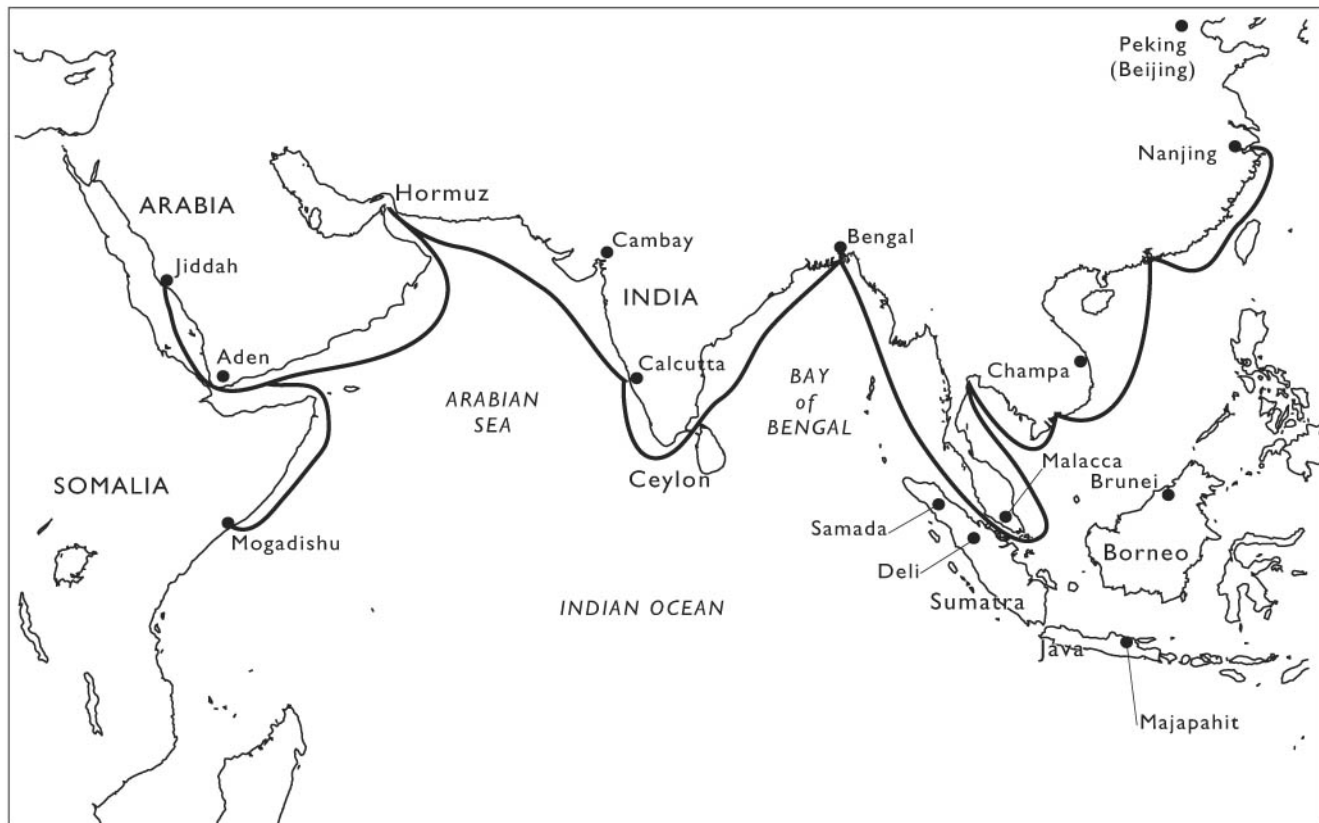 Peking
(Beijing)
Nanjing
Hormuz
ARABIA
Cambay
Bengal
Jiddah
INDIA
Aden
Calcutta
Champa
BAY
of
BENGAL
ARABIAN
SEA
Malacca
Ceylon
Brunei
SOMALIA
Samada
Mogadishu
Borneo
Deli
Sumatra
INDIAN OCEAN
Java
Majapahit